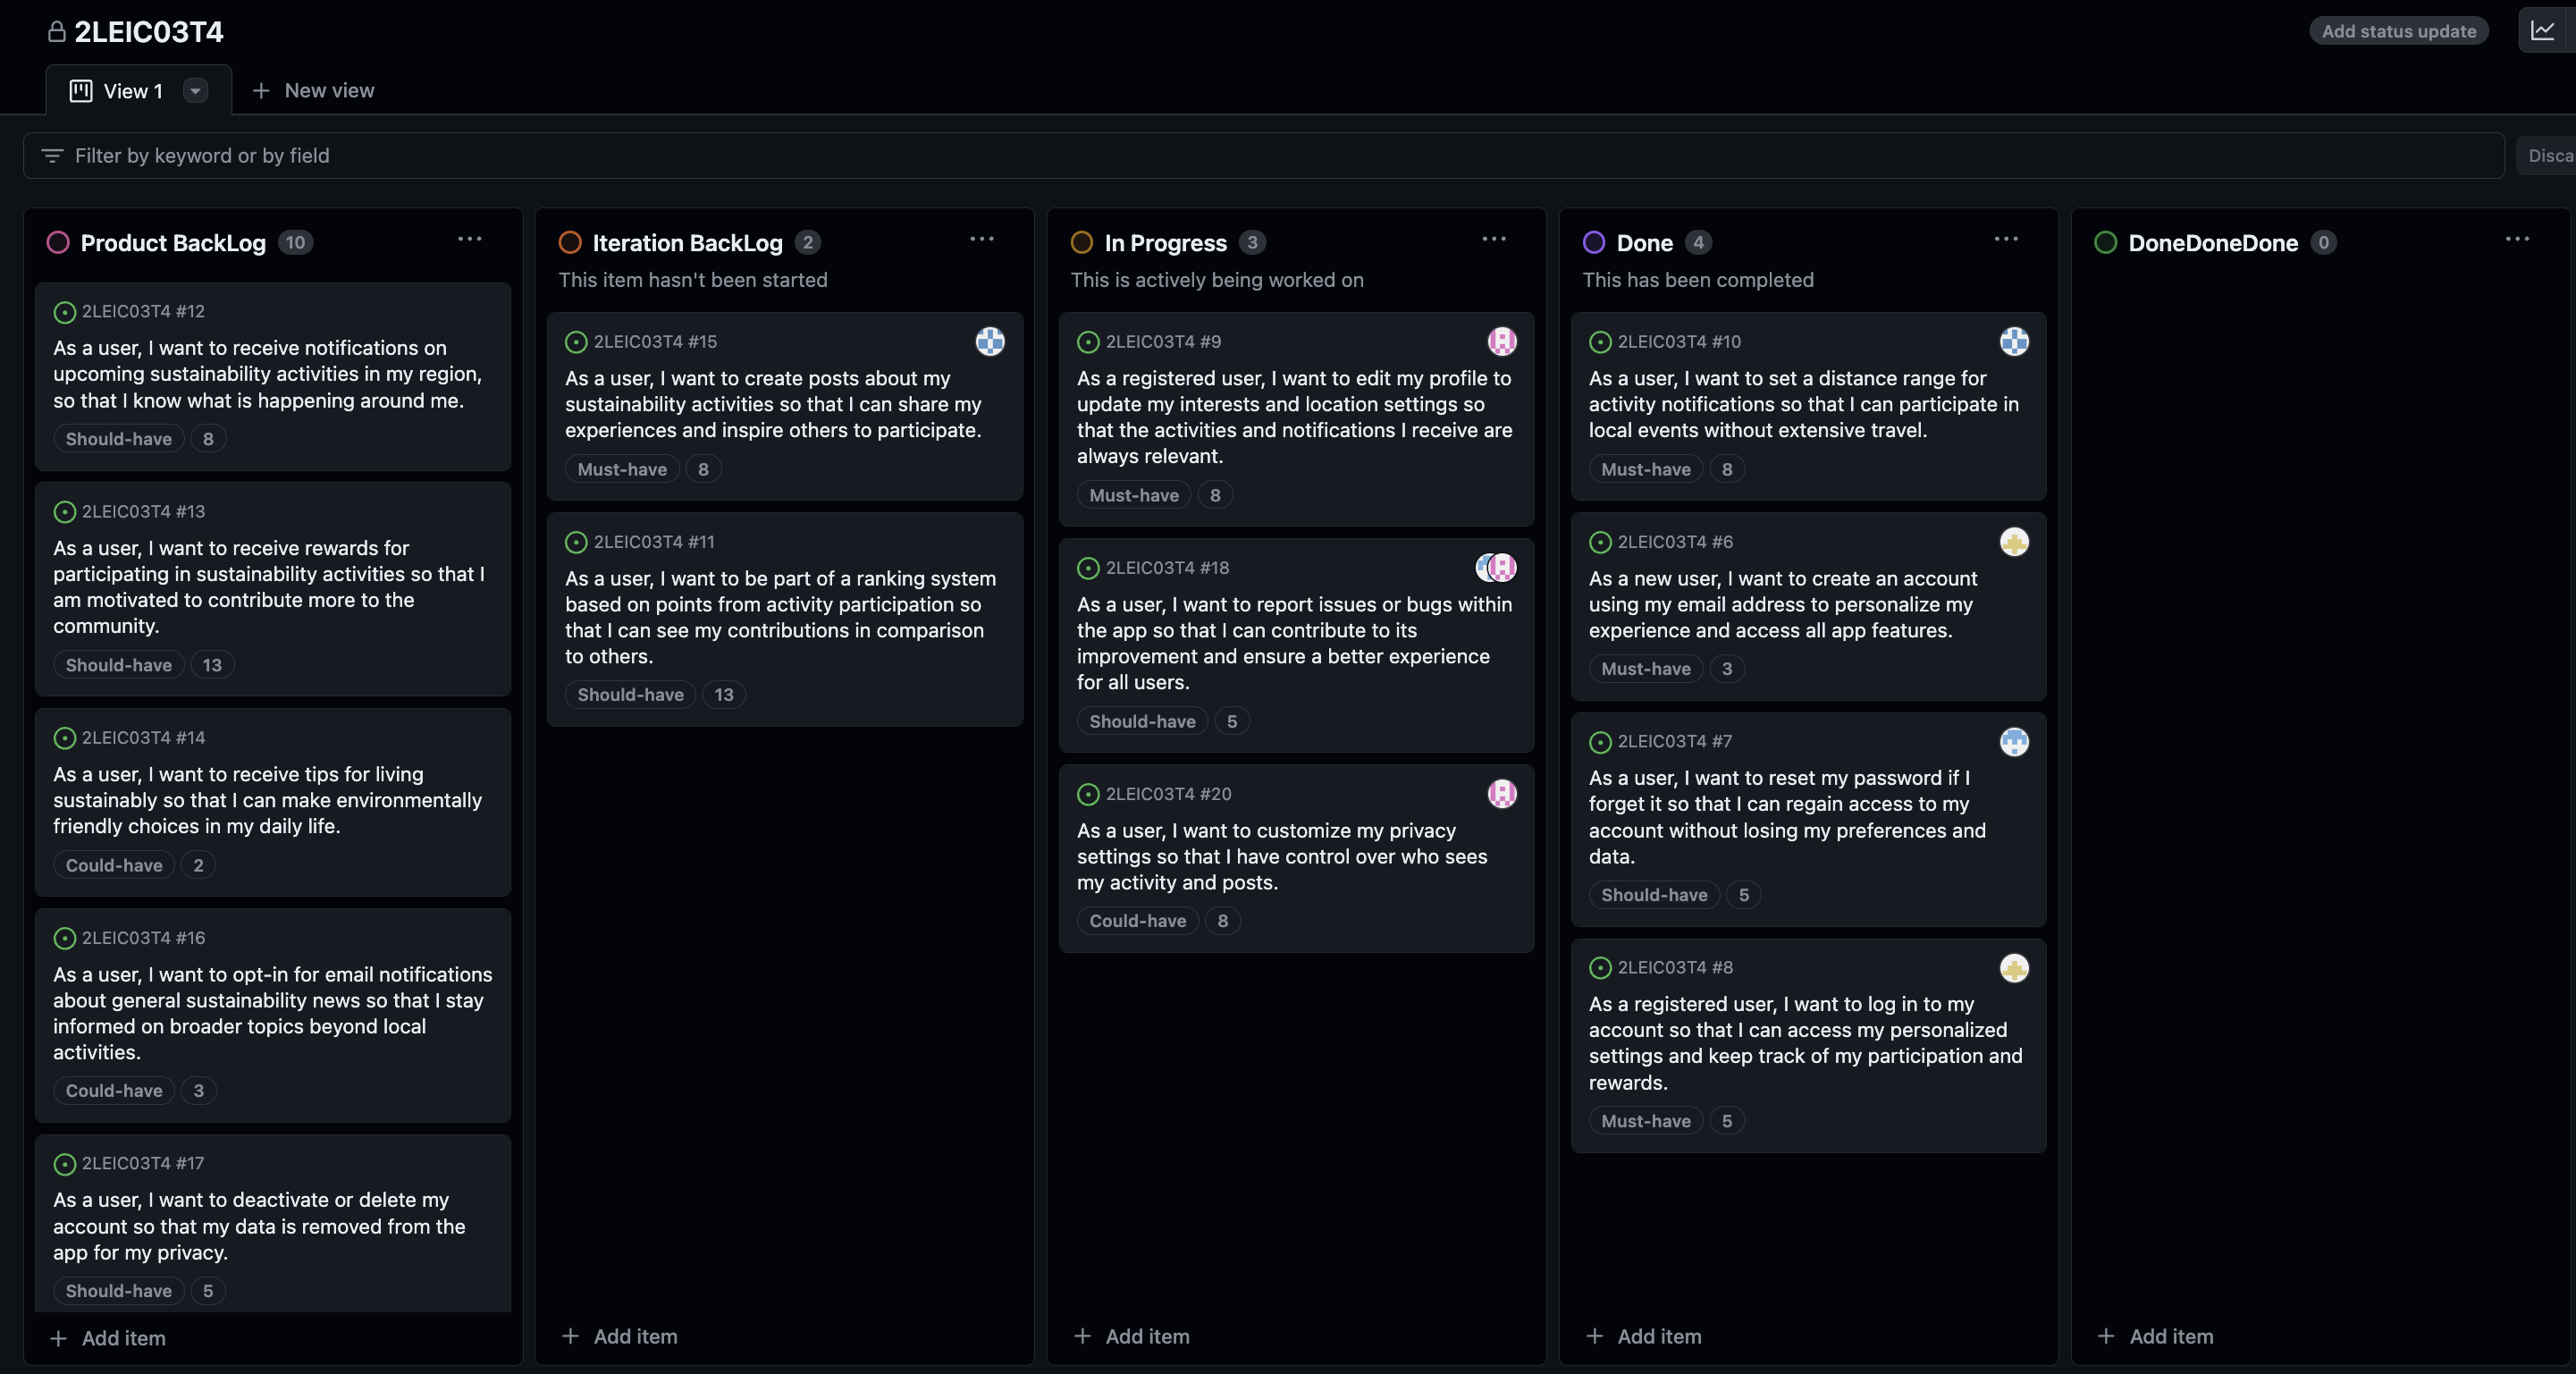 2LEIC03T4
Add status update
View 1
New view
Filter by keyword or by field
Disca
Product BackLog 10
2LEIC03T4 #12
As a user, I want to receive notifications on
upcoming sustainability activities in my region,
so that I know what is happening around me.
Should-have 8
2LEIC03T4 #13
As a user, I want to receive rewards for
participating in sustainability activities so that I
am motivated to contribute more to the
community.
Should-have 13
2LEIC03T4 #14
As a user, I want to receive tips for living
sustainably so that I can make environmentally
friendly choices in my daily life.
Could-have 2
2LEIC03T4 #16
As a user, I want to opt-in for email notifications
about general sustainability news so that I stay
informed on broader topics beyond local
activities.
Could-have 3
2LEIC03T4 #17
As a user, I want to deactivate or delete my
account so that my data is removed from the
app for my privacy.
Should-have 5
Add item
Iteration BackLog 2
This item hasn't been started
2LEIC03T4 #15
As a user, I want to create posts about my
sustainability activities so that I can share my
experiences and inspire others to participate.
Must-have 8
2LEIC03T4 #11
As a user, I want to be part of a ranking system
based on points from activity participation so
that I can see my contributions in comparison
to others.
Should-have 13
Add item
In Progress 3
This is actively being worked on
2LEIC03T4 #9
As a registered user, I want to edit my profile to
update my interests and location settings so
that the activities and notifications I receive are
always relevant.
Must-have 8
2LEIC03T4 #18
As a user, I want to report issues or bugs within
the app so that I can contribute to its
improvement and ensure a better experience
for all users.
Should-have 5
2LEIC03T4 #20
As a user, I want to customize my privacy
settings so that I have control over who sees
my activity and posts.
Could-have 8
Add item
Done 4
This has been completed
2LEIC03T4 #10
As a user, I want to set a distance range for
activity notifications so that I can participate in
local events without extensive travel.
Must-have 8
2LEIC03T4 #6
As a new user, I want to create an account
using my email address to personalize my
experience and access all app features.
Must-have 3
2LEIC03T4 #7
As a user, I want to reset my password if I
forget it so that I can regain access to my
account without losing my preferences and
data.
Should-have 5
2LEIC03T4 #8
As a registered user, I want to log in to my
account so that I can access my personalized
settings and keep track of my participation and
rewards.
Must-have 5
Add item
DoneDoneDone 0
Add item